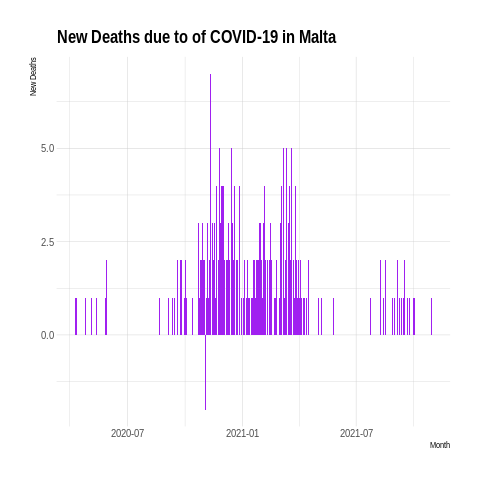 New Deaths due to of COVID-19 in Malta
New Deaths
5.0
2.5
0.0
2020-07 2021-01 2021-07
Month